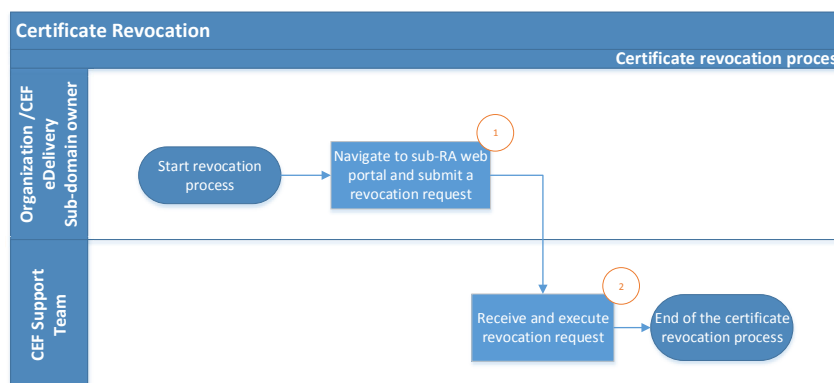 Certificate Revocation
Certificate revocation proces
Organization /CEF
eDelivery
Sub-domain owner
Start revocation
process
1
Navigate to sub-RA web
portal and submit a
revocation request
CEF Support
Team
2
Receive and execute
revocation request
End of the certificate
revocation process